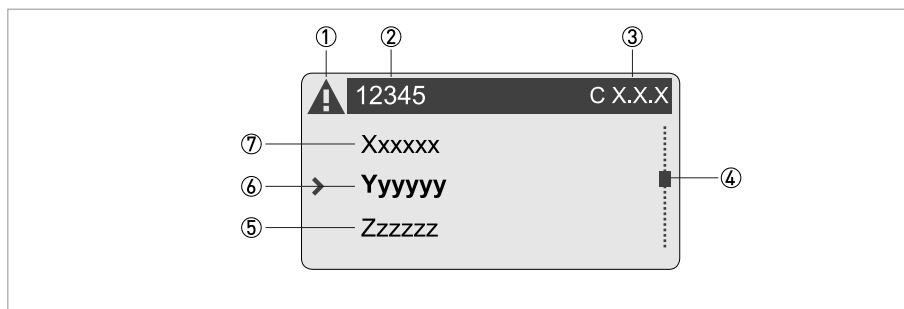 ① ② ③
12345 C X.X.X
⑦ Xxxxxx
⑥ Yyyyyy ④
⑤ Zzzzzz